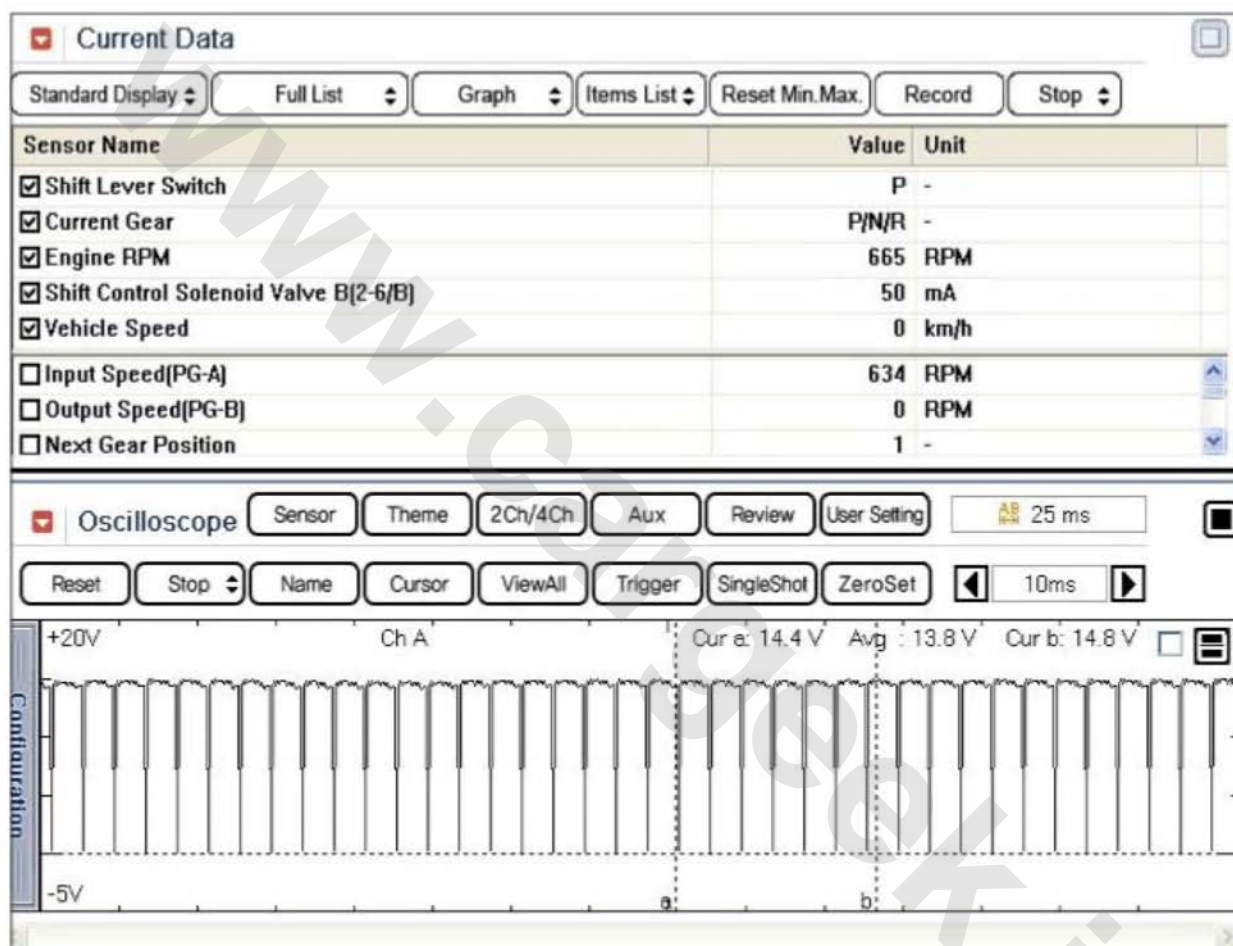 Current Data
Standard Display Full List Graph Items List Reset Min.Max. Record Stop
Sensor Name Value Unit
Shift Lever Switch P -
Current Gear P/N/R -
Engine RPM 665 RPM
Shift Control Solenoid Valve B(2-6/B) 50 mA
Vehicle Speed 0 km/h
Input Speed(PG-A) 634 RPM
Output Speed(PG-B) 0 RPM
Next Gear Position 1 -
Oscilloscope Sensor Theme 2Ch/4Ch Aux Review User Setting AB 25 ms
Reset Stop Name Cursor ViewAll Trigger SingleShot ZeroSet 10ms
+20V Ch A Cur a: 14.4 V Avg : 13.8 V Cur b: 14.8 V
Configuration
-5V a b
www.cargeek